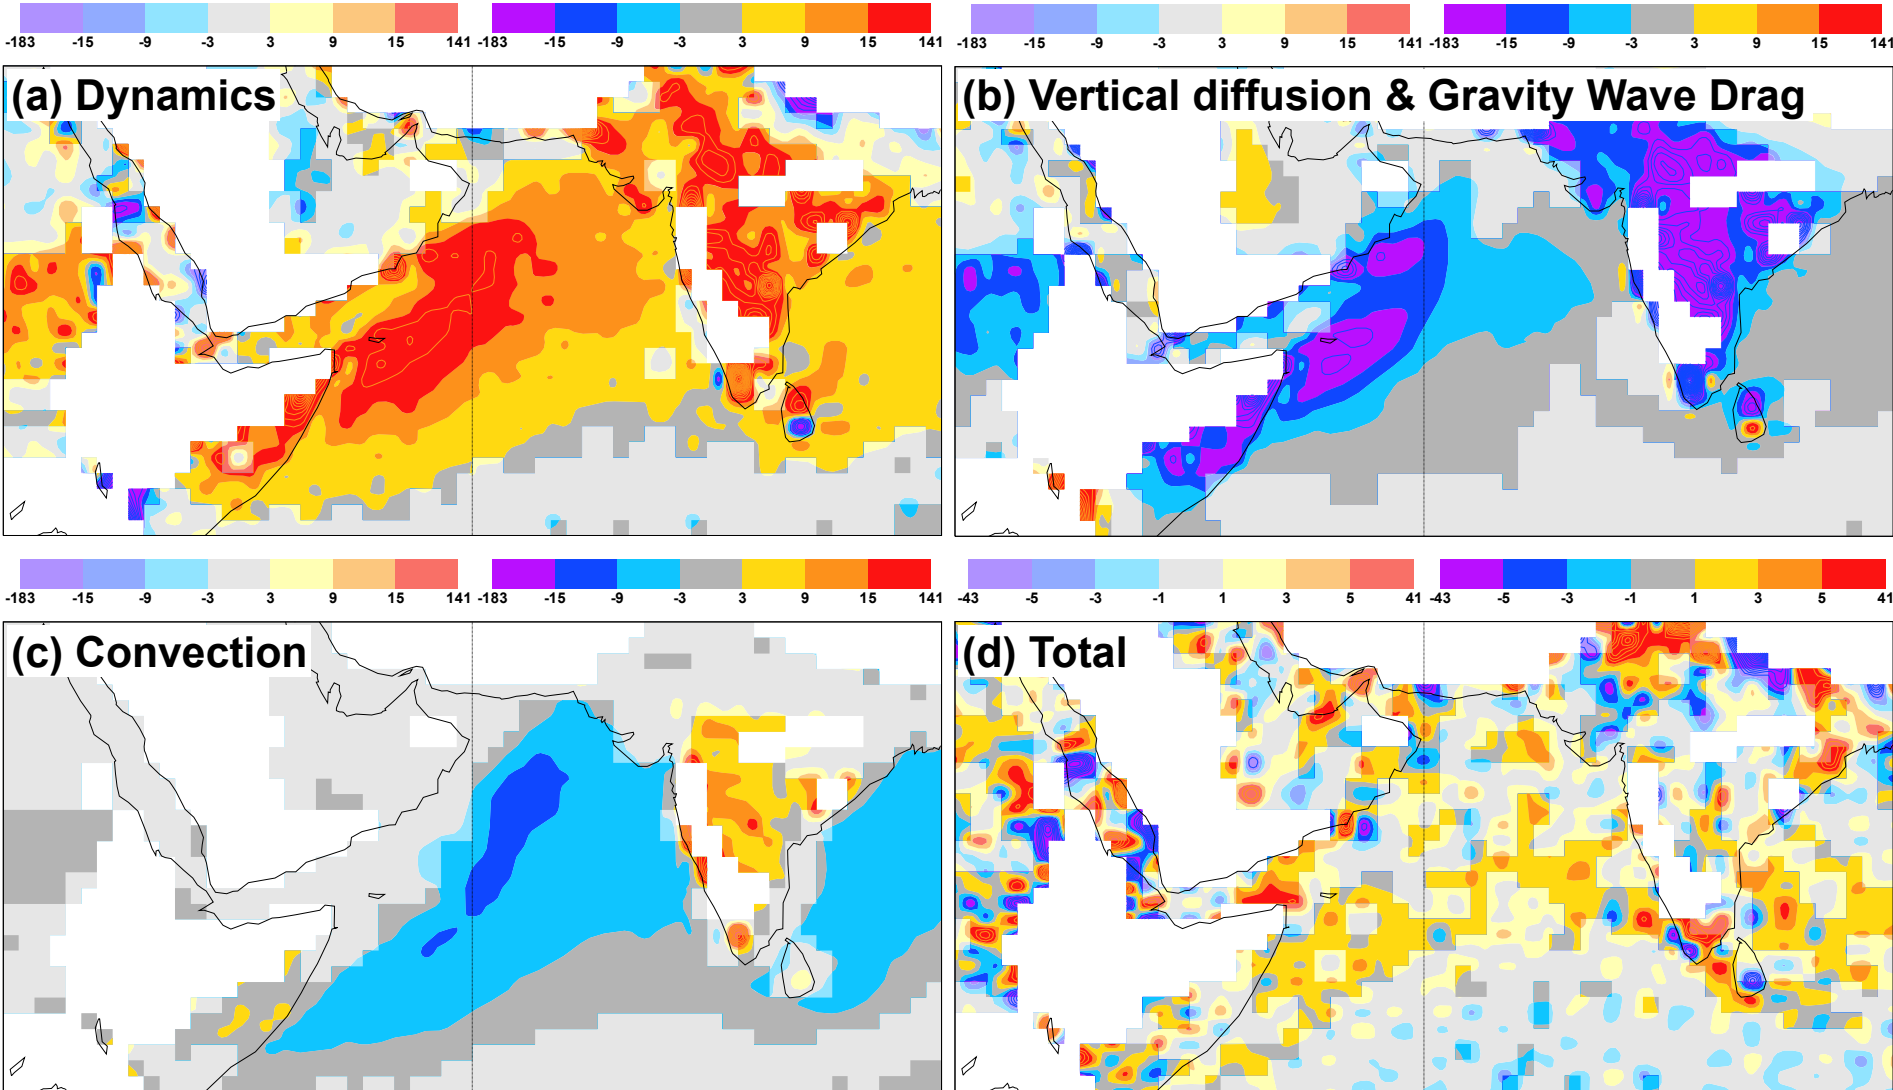 -183 -15 -9 -3 3 9 15 141 -183 -15 -9 -3 3 9 15 141
-183 -15 -9 -3 3 9 15 141 -183 -15 -9 -3 3 9 15 141
(a) Dynamics
(b) Vertical diffusion & Gravity Wave Drag
-183 -15 -9 -3 3 9 15 141 -183 -15 -9 -3 3 9 15 141
-43 -5 -3 -1 1 3 5 41 -43 -5 -3 -1 1 3 5 41
(c) Convection
(d) Total